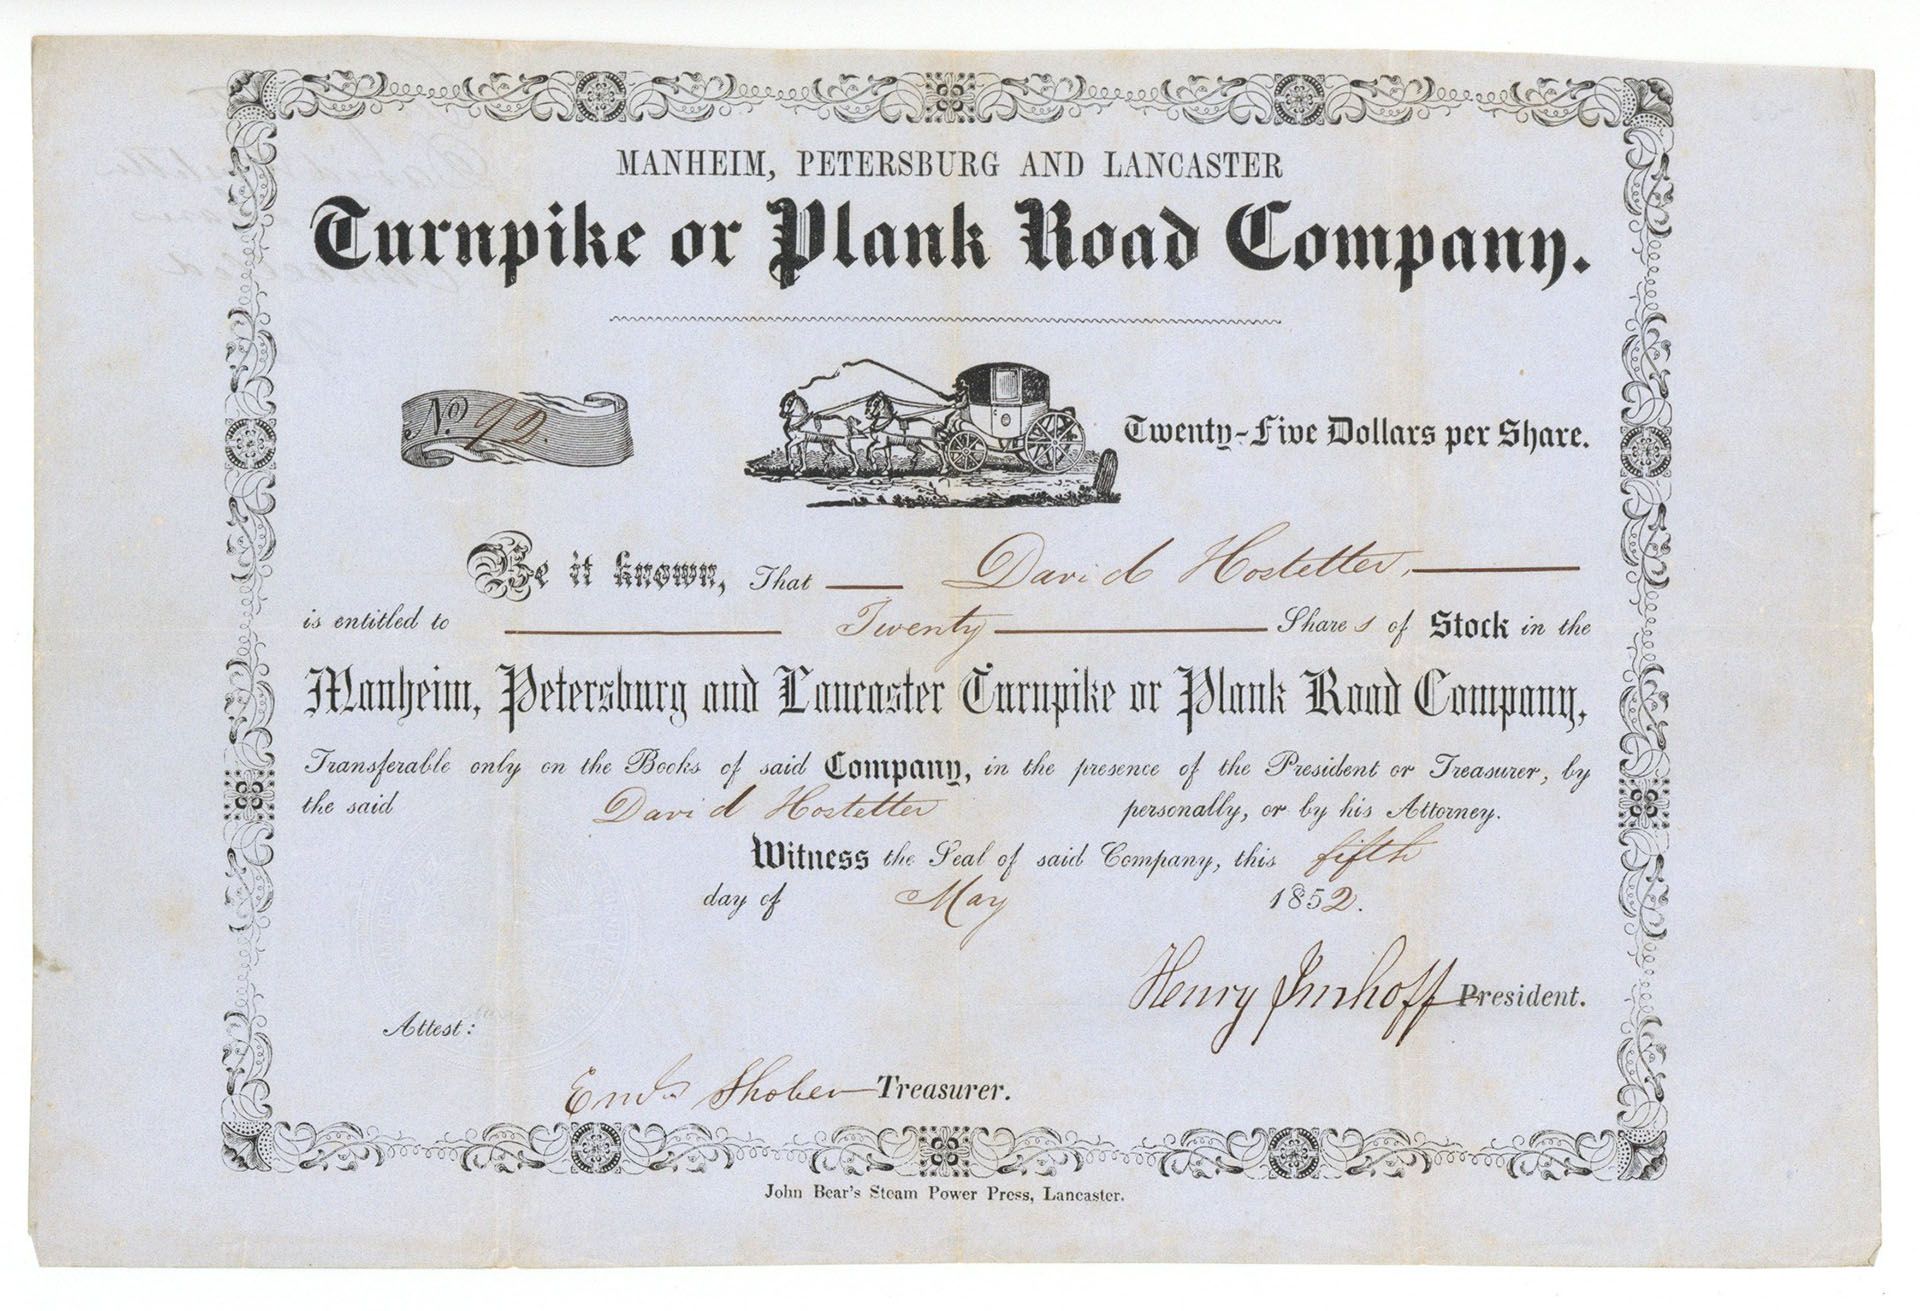 MANHEIM, PETERSBURG AND LANCASTER
Turnpike or Plank Road Company.
No. 92.
Twenty-Five Dollars per Share.
Be it known, That David Hostetter,
is entitled to Twenty Shares of Stock in the
Manheim, Petersburg and Lancaster Turnpike or Plank Road Company,
Transferable only on the Books of said Company, in the presence of the President or Treasurer, by
the said David Hostetter personally, or by his Attorney.
Witness the Seal of said Company, this fifth
day of May 1852.
Henry Imhoff President.
Attest:
Shober Treasurer.
John Bear's Steam Power Press, Lancaster.